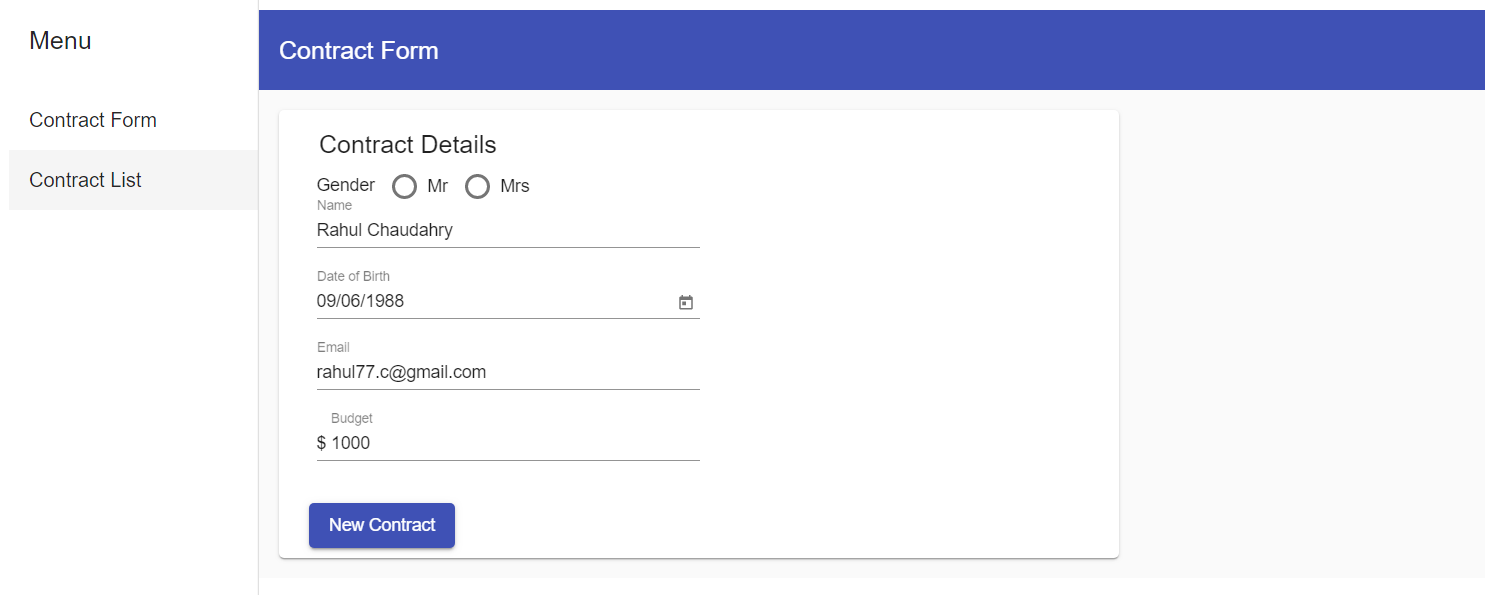 Menu
Contract Form
Contract List
Contract Form
Contract Details
Gender Mr Mrs
Name
Rahul Chaudahry
Date of Birth
09/06/1988
Email
rahul77.c@gmail.com
Budget
$ 1000
New Contract